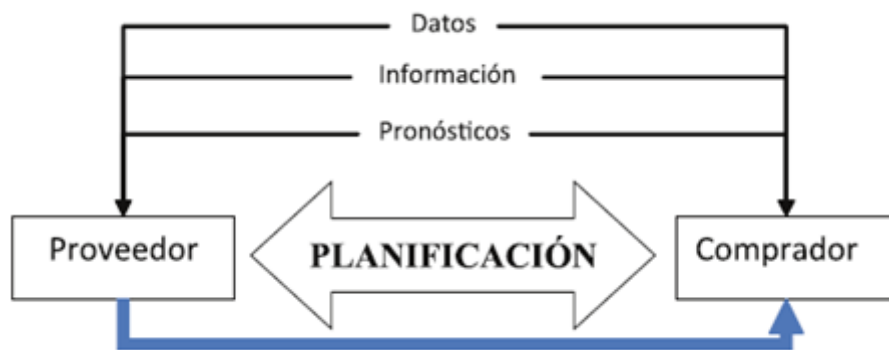 Datos
Información
Pronósticos
Proveedor
PLANIFICACIÓN
Comprador